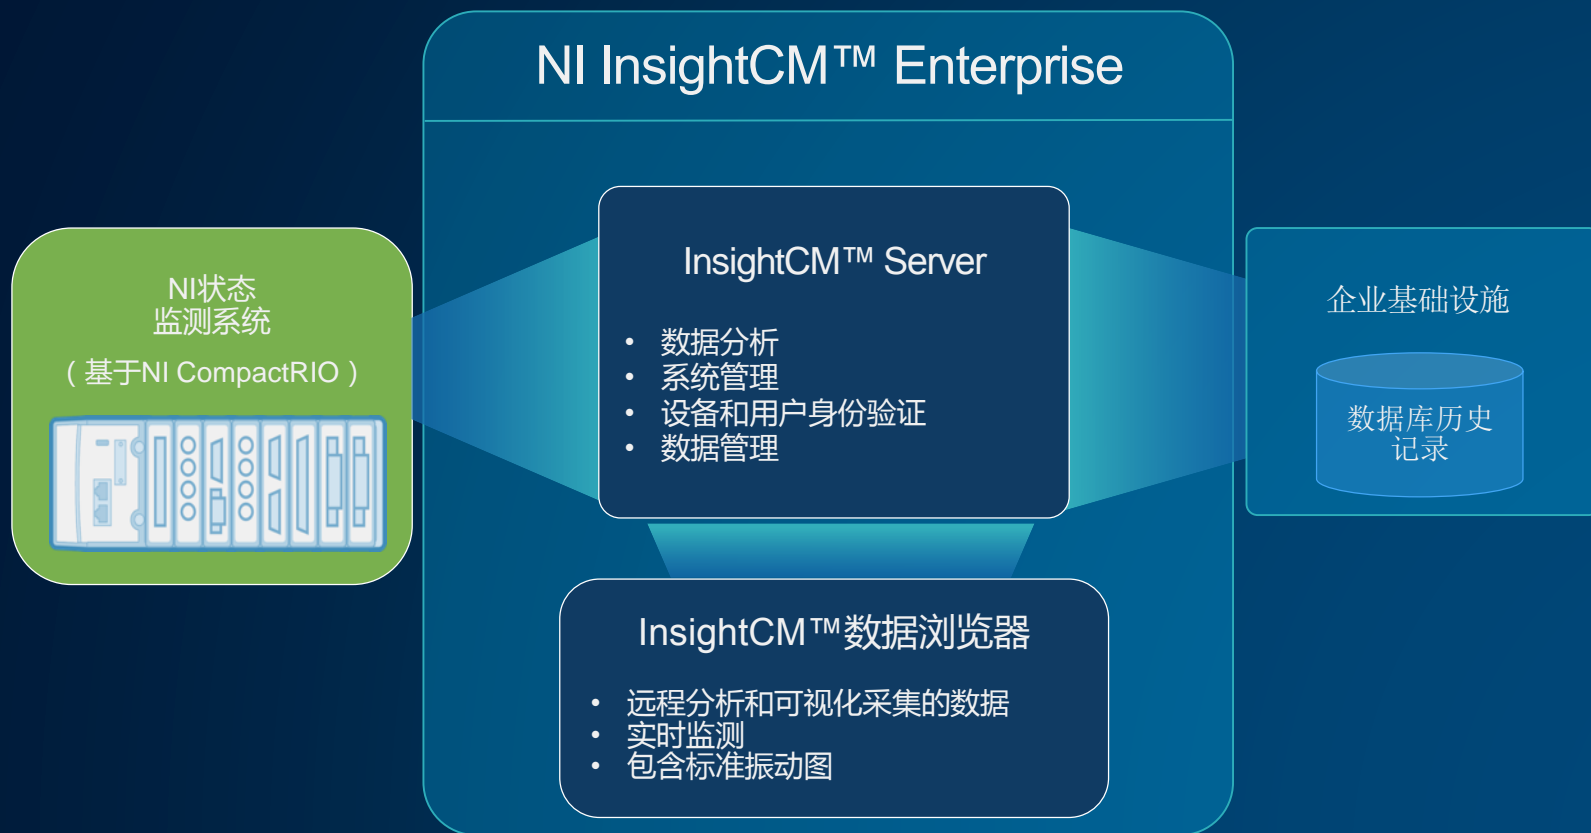 NI InsightCM™ Enterprise
NI状态
监测系统
（基于NI CompactRIO）
InsightCM™ Server
• 数据分析
• 系统管理
• 设备和用户身份验证
• 数据管理
企业基础设施
数据库历史
记录
InsightCM™数据浏览器
• 远程分析和可视化采集的数据
• 实时监测
• 包含标准振动图